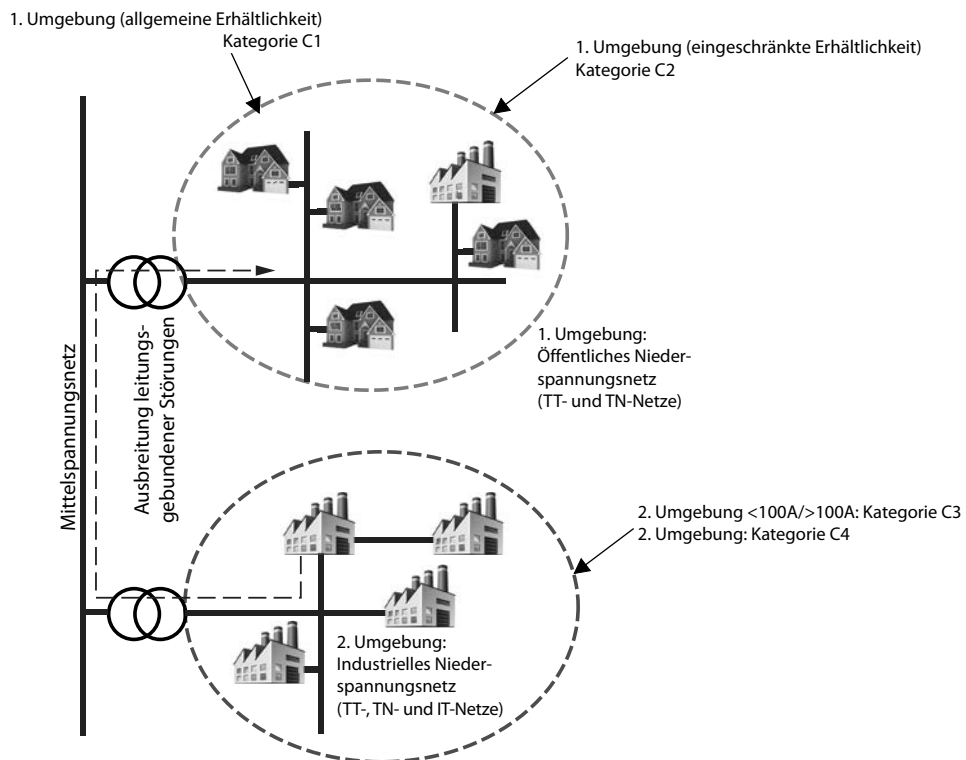 1. Umgebung (allgemeine Erhältlichkeit)
Kategorie C1
1. Umgebung (eingeschränkte Erhältlichkeit)
Kategorie C2
Mittelspannungsnetz
Ausbreitung leitungs-
gebundener Störungen
1. Umgebung:
Öffentliches Nieder-
spannungsnetz
(TT- und TN-Netze)
2. Umgebung <100A/>100A: Kategorie C3
2. Umgebung: Kategorie C4
2. Umgebung:
Industrielles Nieder-
spannungsnetz
(TT-, TN- und IT-Netze)